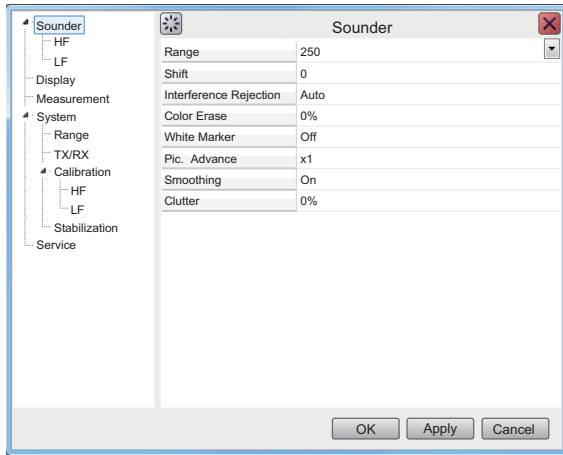 Sounder
HF
LF
Display
Measurement
System
Range
TX/RX
Calibration
HF
LF
Stabilization
Service
Sounder
Range 250
Shift 0
Interference Rejection Auto
Color Erase 0%
White Marker Off
Pic. Advance x1
Smoothing On
Clutter 0%
OK Apply Cancel